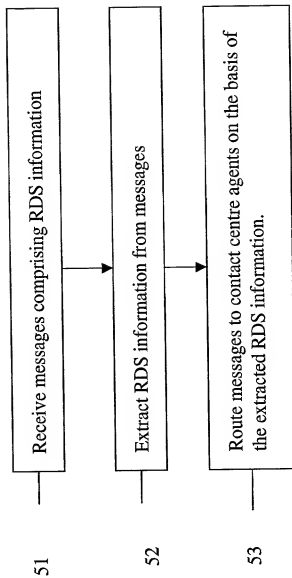 51
Receive messages comprising RDS information
52
Extract RDS information from messages
53
Route messages to contact centre agents on the basis of
the extracted RDS information.